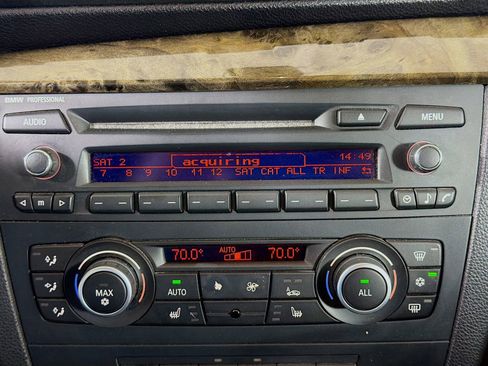 BMW PROFESSIONAL
AUDIO
MENU
SAT 2 acquiring 14:49
7 8 9 10 11 12 SAT CAT ALL TR INF
m
70.0° AUTO 70.0°
MAX
AUTO
ALL